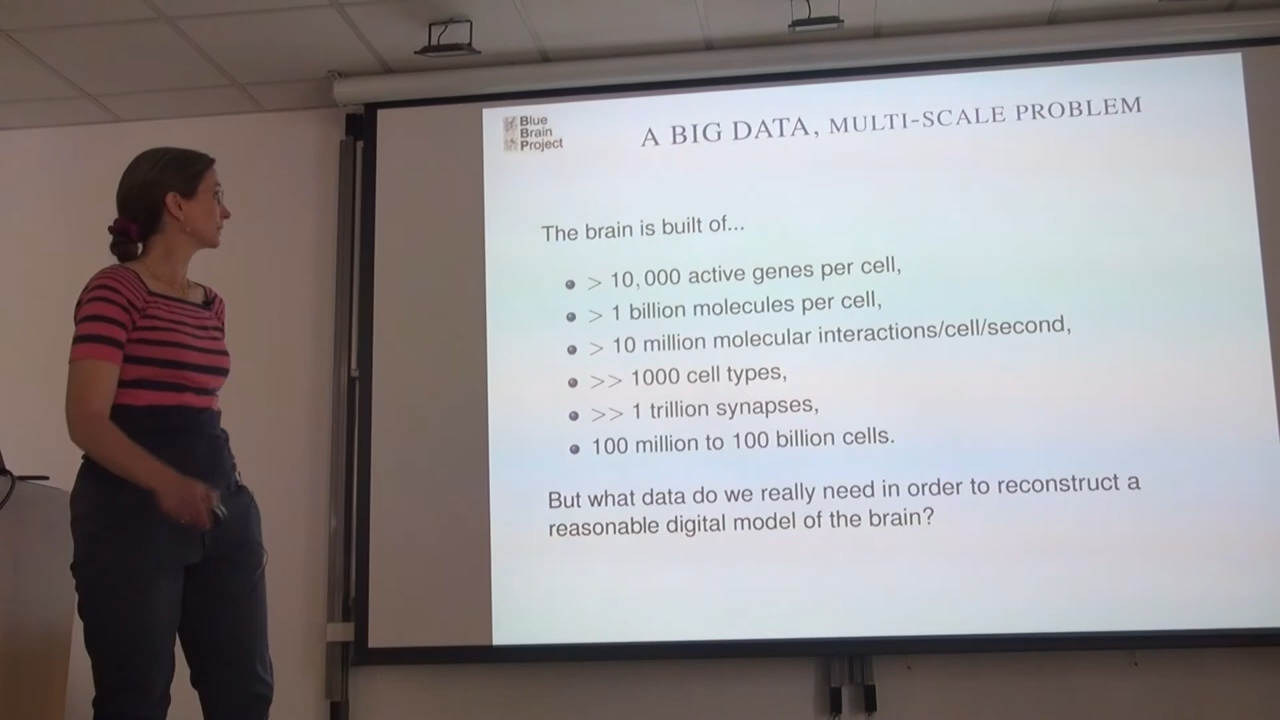 Blue
Brain
Project
A BIG DATA, MULTI-SCALE PROBLEM
The brain is built of...
> 10,000 active genes per cell,
> 1 billion molecules per cell,
> 10 million molecular interactions/cell/second,
>> 1000 cell types,
>> 1 trillion synapses,
100 million to 100 billion cells.
But what data do we really need in order to reconstruct a
reasonable digital model of the brain?